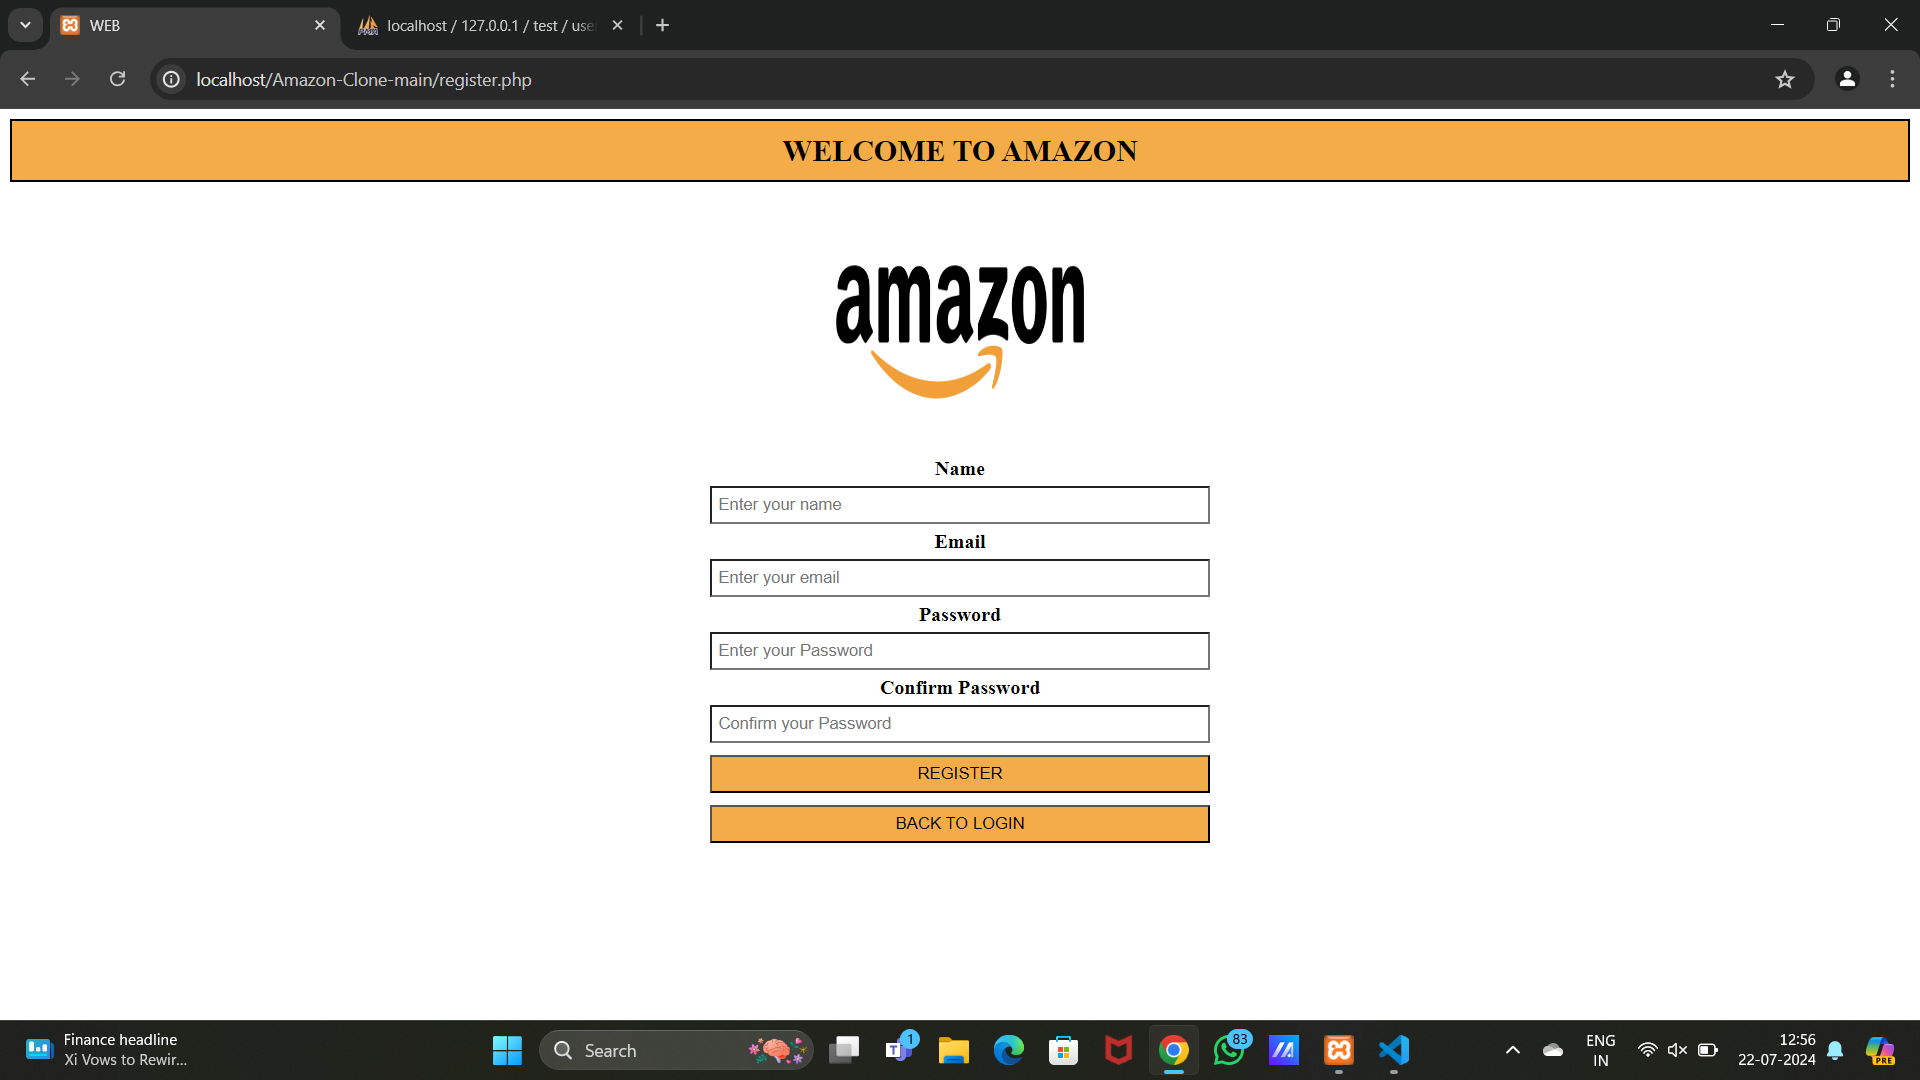 WEB
localhost / 127.0.0.1 / test / use
localhost/Amazon-Clone-main/register.php
WELCOME TO AMAZON
amazon
Name
Enter your name
Email
Enter your email
Password
Enter your Password
Confirm Password
Confirm your Password
REGISTER
BACK TO LOGIN
Finance headline
Xi Vows to Rewir...
Search
1
83
ENG
IN
12:56
22-07-2024
PRE